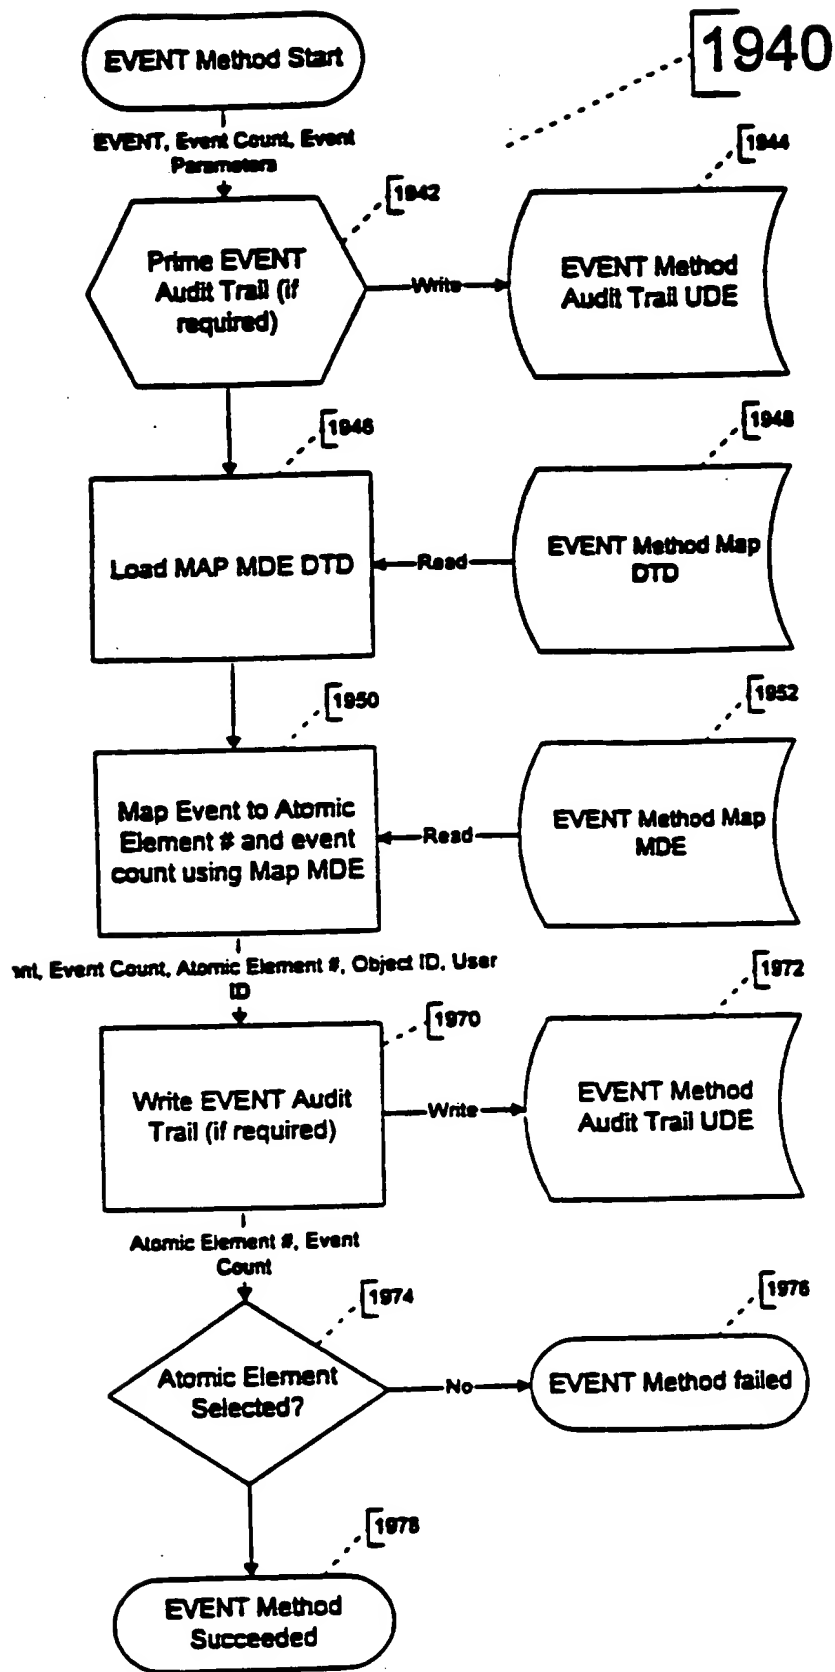 EVENT Method Start
1940
EVENT, Event Count, Event
Parameters
1944
1942
Prime EVENT
Audit Trail (if
required)
Write
EVENT Method
Audit Trail UDE
1946
1948
Load MAP MDE DTD
Read
EVENT Method Map
DTD
1950
1952
Map Event to Atomic
Element # and event
count using Map MDE
Read
EVENT Method Map
MDE
Event Count, Atomic Element #, Object ID, User
ID
1972
1970
Write EVENT Audit
Trail (if required)
Write
EVENT Method
Audit Trail UDE
Atomic Element #, Event
Count
1974
1976
Atomic Element
Selected?
No
EVENT Method failed
1978
EVENT Method
Succeeded